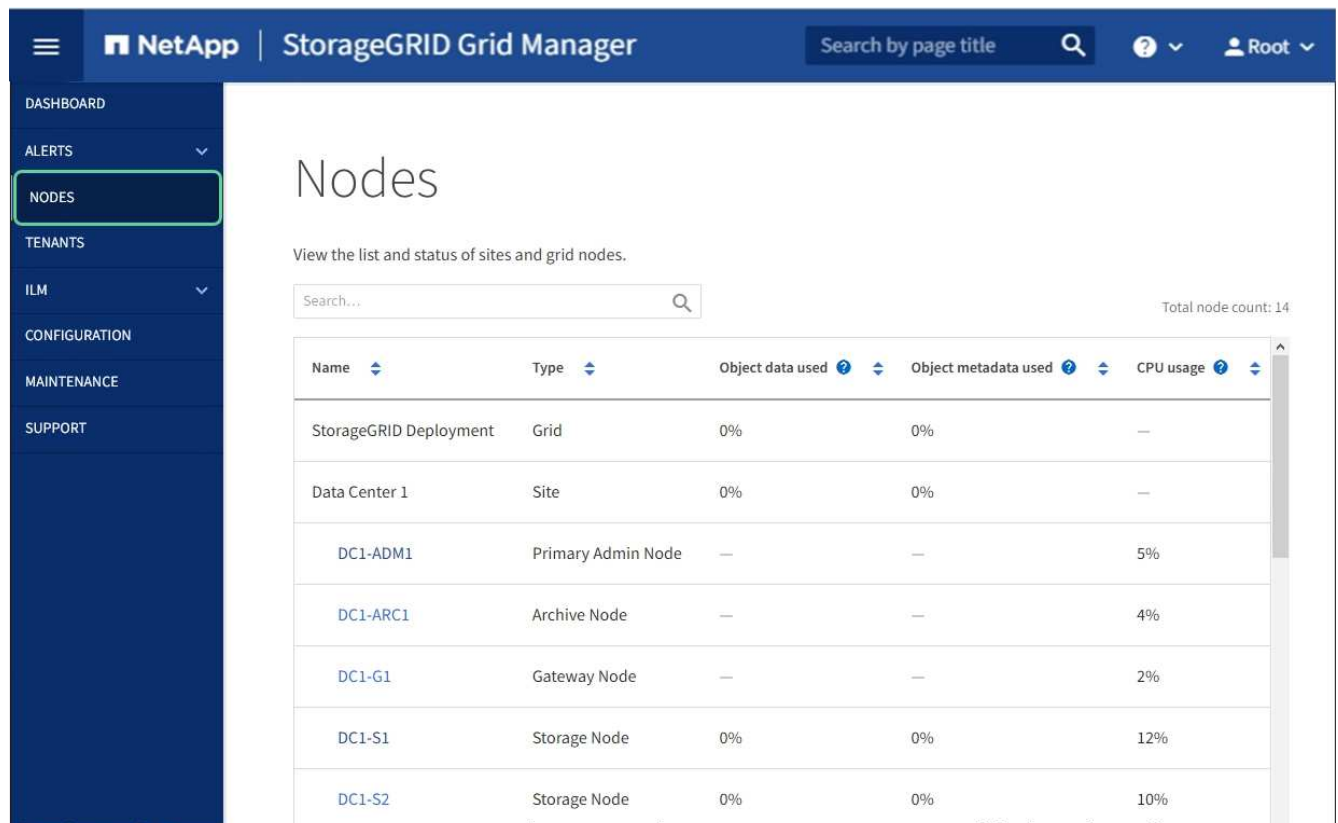 NetApp | StorageGRID Grid Manager Search by page title Root
DASHBOARD
ALERTS
NODES
TENANTS
ILM
CONFIGURATION
MAINTENANCE
SUPPORT
Nodes
View the list and status of sites and grid nodes.
Search...
Total node count: 14
Name Type Object data used Object metadata used CPU usage
StorageGRID Deployment Grid 0% 0% —
Data Center 1 Site 0% 0% —
DC1-ADM1 Primary Admin Node — — 5%
DC1-ARC1 Archive Node — — 4%
DC1-G1 Gateway Node — — 2%
DC1-S1 Storage Node 0% 0% 12%
DC1-S2 Storage Node 0% 0% 10%